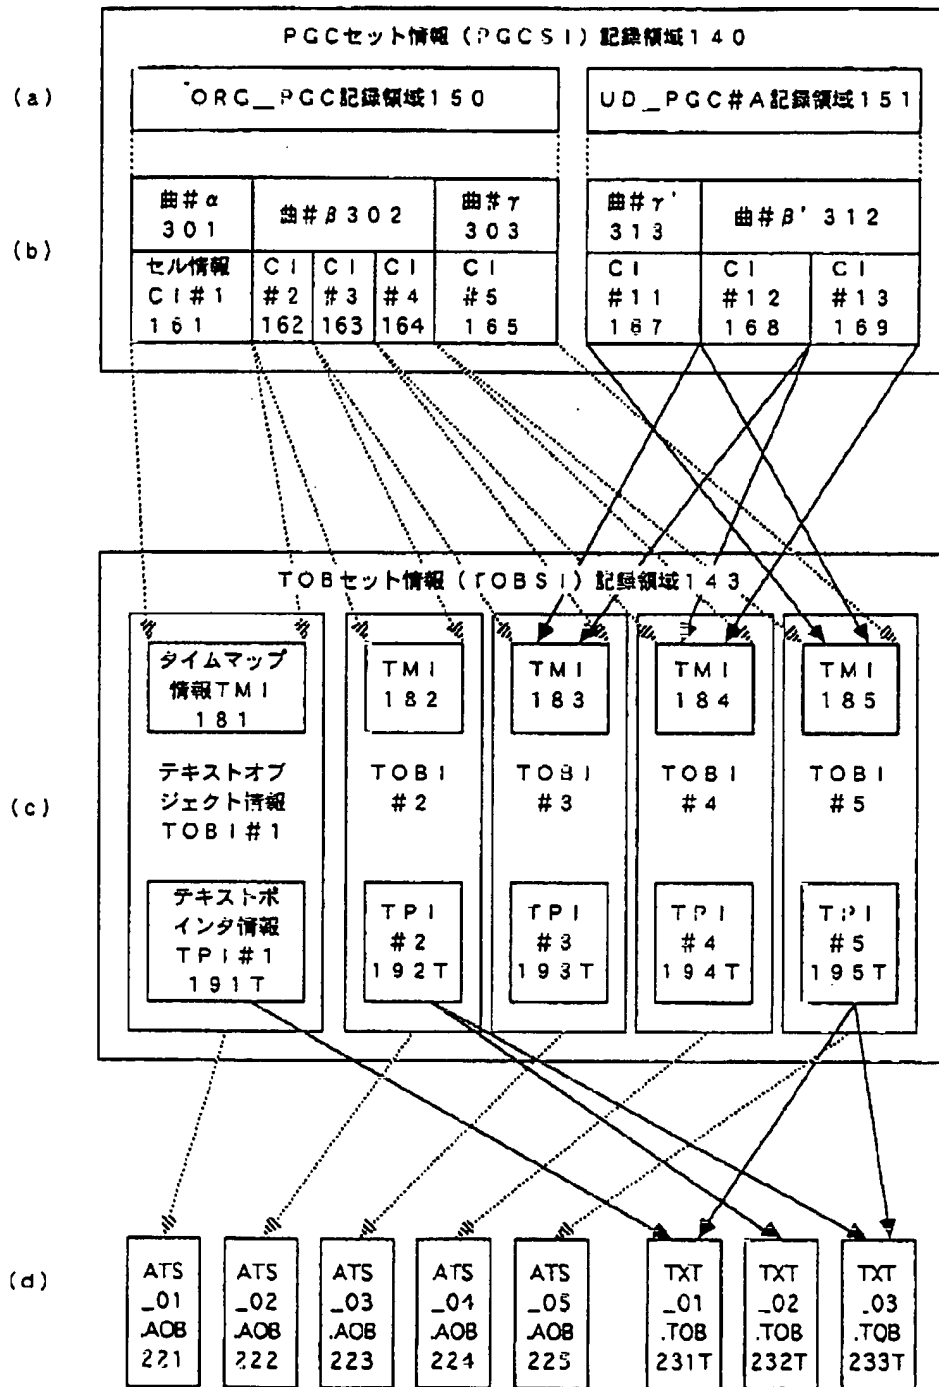 PGCセット情報(PGCSI)記録領域140
(a)
ORG_PGC記録領域150
UD_PGC#A記録領域151
(b)
曲#α
301
曲#β302
曲#γ
303
曲#γ'
313
曲#β'312
セル情報
CI#1
161
CI
#2
162
CI
#3
163
CI
#4
164
CI
#5
165
CI
#11
167
CI
#12
168
CI
#13
169
TOBセット情報(TOBSI)記録領域143
(c)
タイムマップ
情報TMI
181
TMI
182
TMI
183
TMI
184
TMI
185
テキストオブ
ジェクト情報
TOBI#1
TOBI
#2
TOBI
#3
TOBI
#4
TOBI
#5
テキストポ
インタ情報
TPI#1
191T
TPI
#2
192T
TPI
#3
193T
TPI
#4
194T
TPI
#5
195T
(d)
ATS
_01
.AOB
221
ATS
_02
.AOB
222
ATS
_03
.AOB
223
ATS
_04
.AOB
224
ATS
_05
.AOB
225
TXT
_01
.TOB
231T
TXT
_02
.TOB
232T
TXT
_03
.TOB
233T